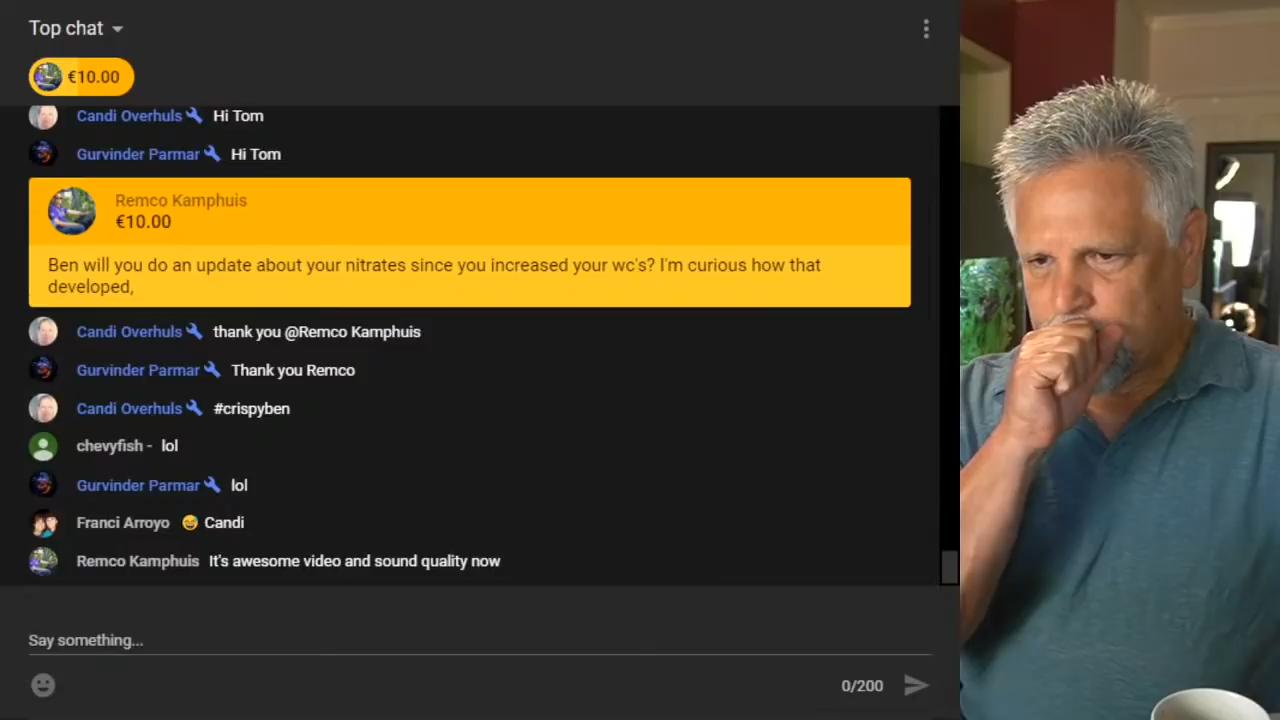 Top chat
€10.00
Candi Overhuls Hi Tom
Gurvinder Parmar Hi Tom
Remco Kamphuis
€10.00
Ben will you do an update about your nitrates since you increased your wc's? I'm curious how that
developed,
Candi Overhuls thank you @Remco Kamphuis
Gurvinder Parmar Thank you Remco
Candi Overhuls #crispyben
chevyfish - lol
Gurvinder Parmar lol
Franci Arroyo 😅 Candi
Remco Kamphuis It's awesome video and sound quality now
Say something...
0/200